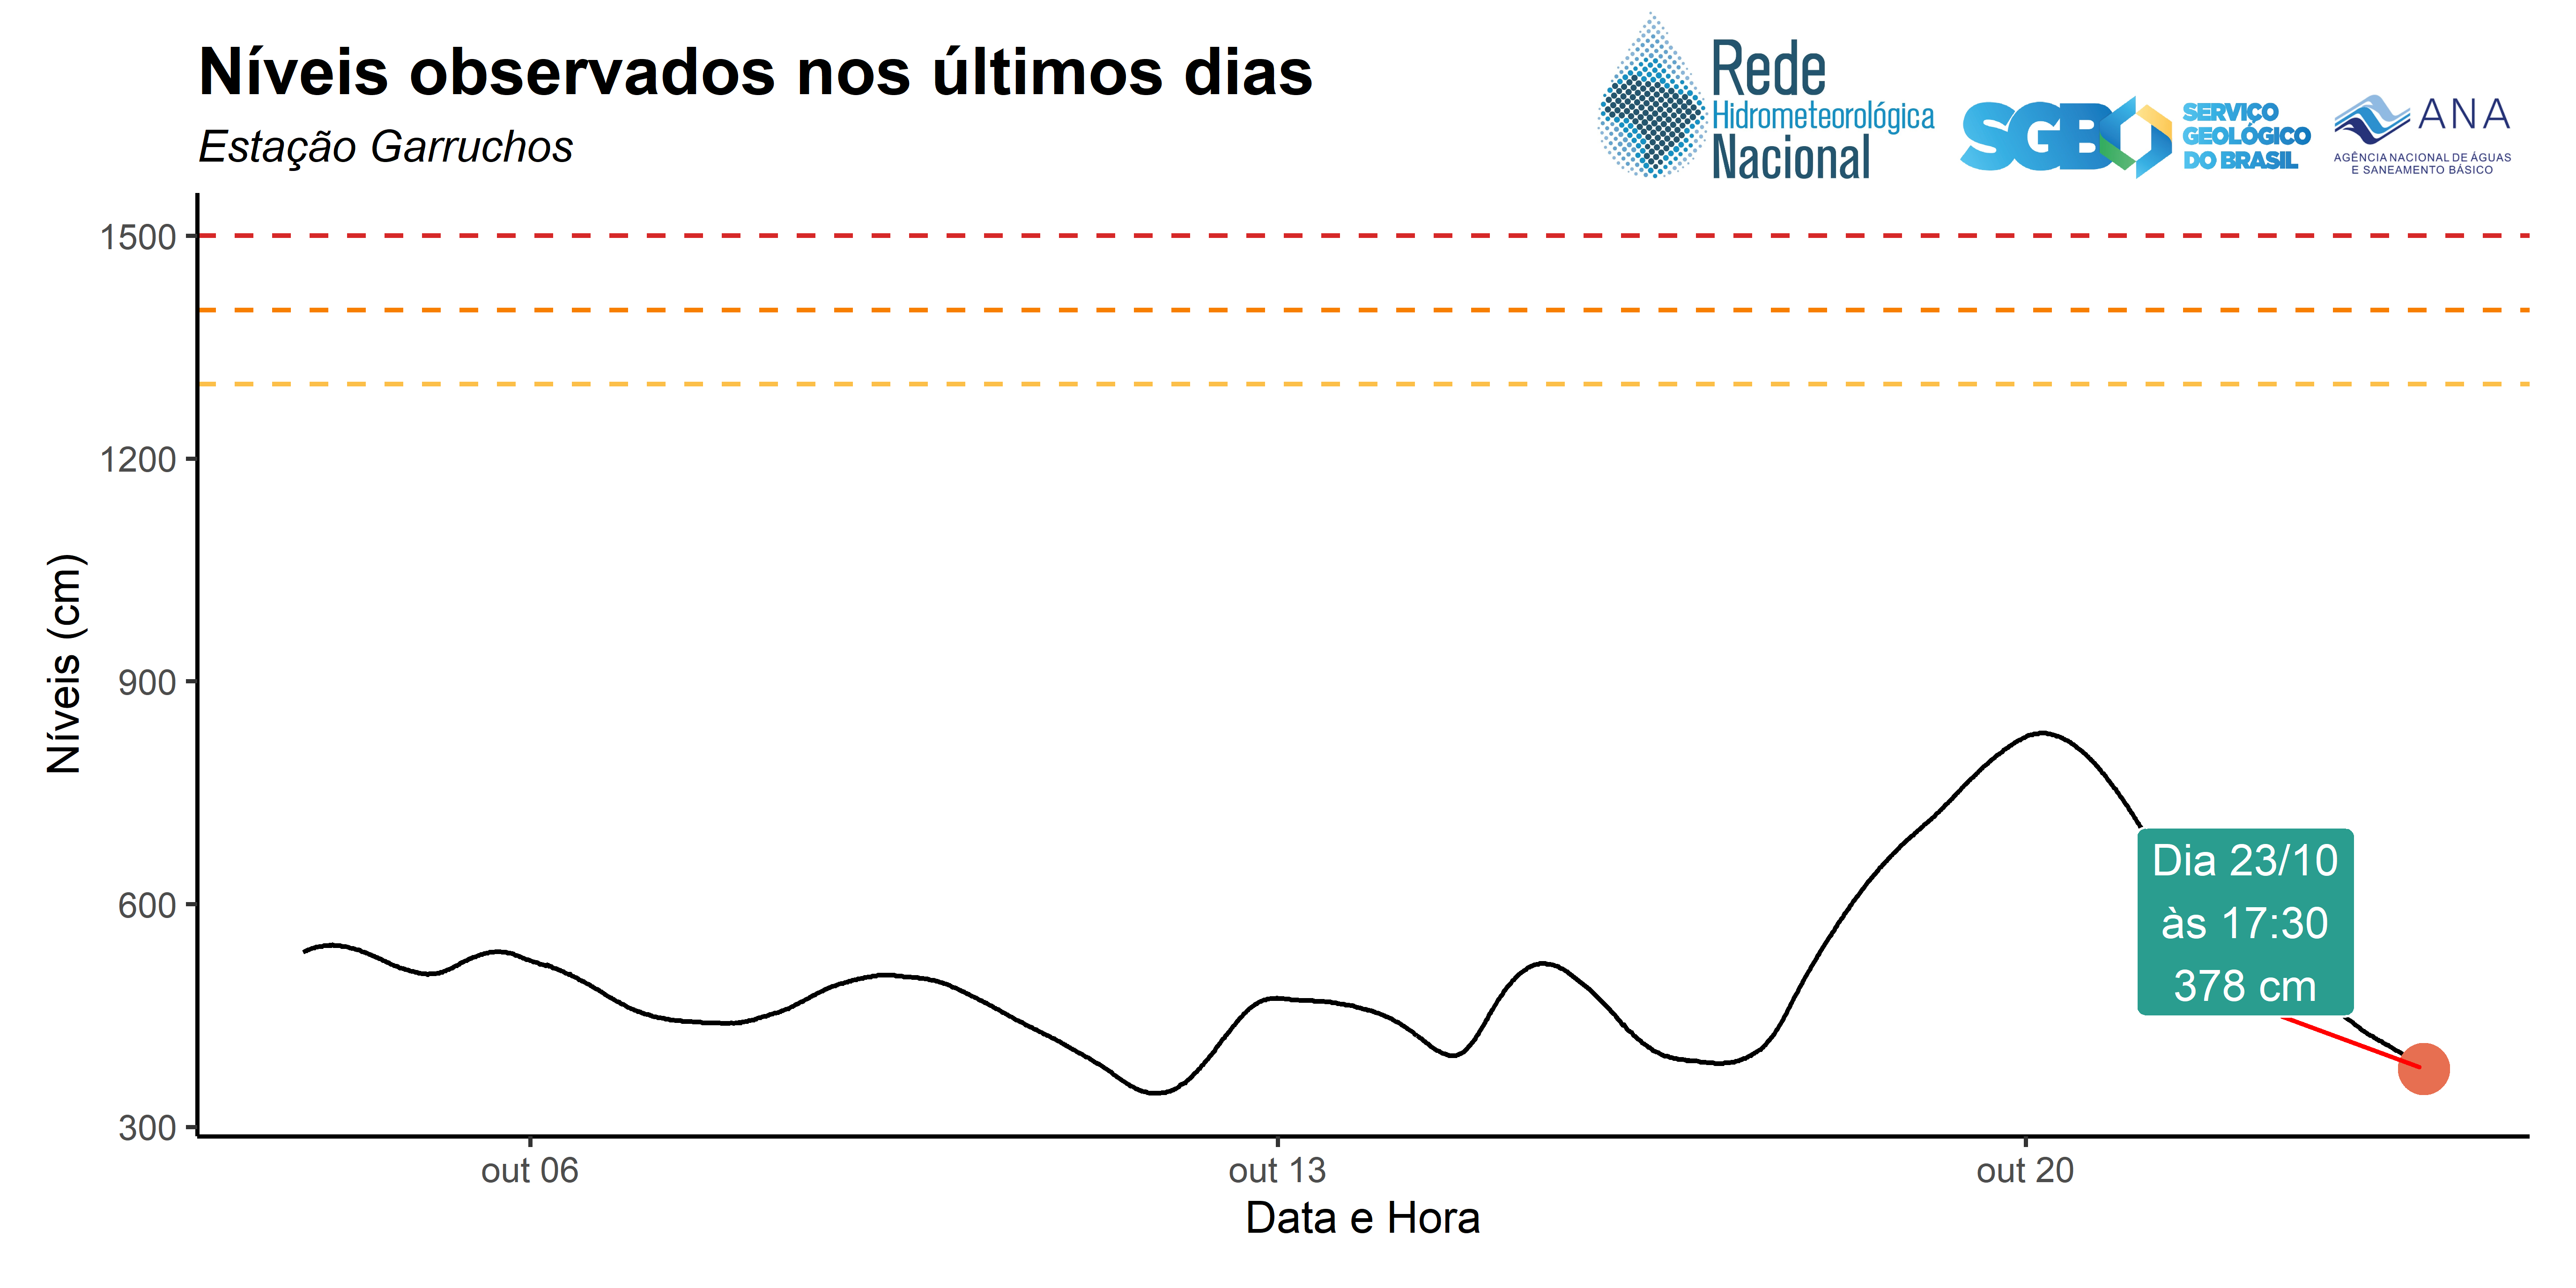 Níveis observados nos últimos dias
Estação Garruchos
Rede
Hidrometeorológica
Nacional
SGB
SERVIÇO
GEOLÓGICO
DO BRASIL
ANA
AGÊNCIA NACIONAL DE ÁGUAS
E SANEAMENTO BÁSICO
Níveis (cm)
1500
1200
900
600
300
Dia 23/10
às 17:30
378 cm
out 06
out 13
out 20
Data e Hora